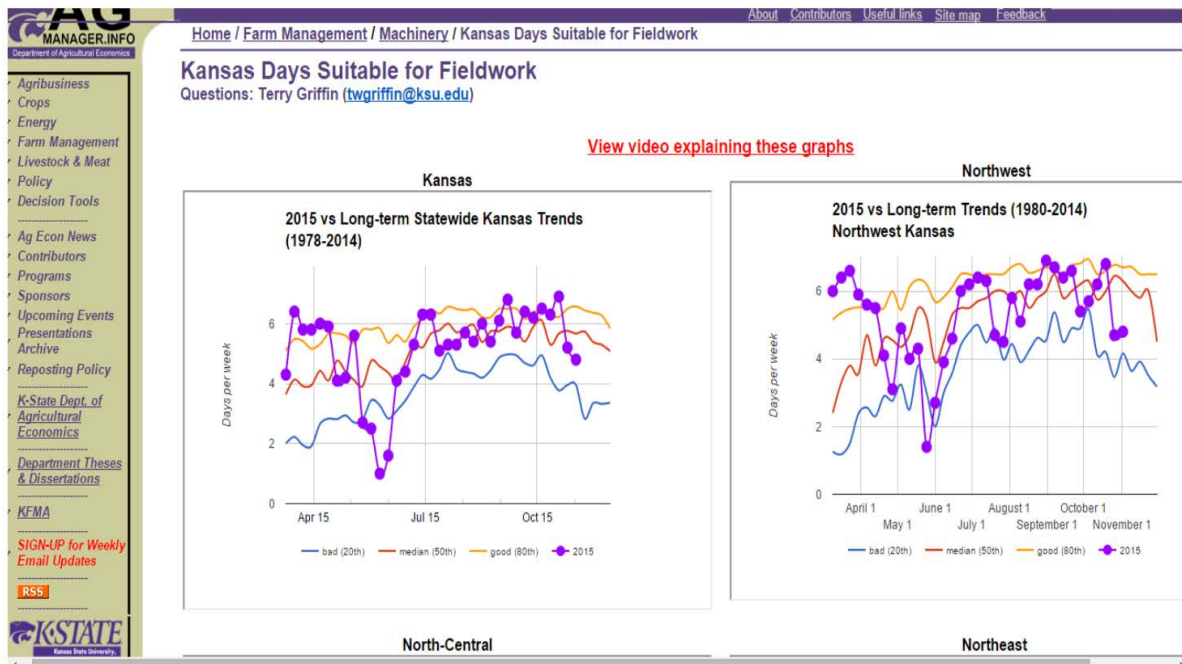 About Contributors Useful links Site map Feedback
AG
MANAGER.INFO
Department of Agricultural Economics
Home / Farm Management / Machinery / Kansas Days Suitable for Fieldwork
Kansas Days Suitable for Fieldwork
Questions: Terry Griffin (twgriffin@ksu.edu)
Agribusiness
Crops
Energy
Farm Management
Livestock & Meat
Policy
Decision Tools
--------------------
Ag Econ News
Contributors
Programs
Sponsors
Upcoming Events
Presentations
Archive
Reposting Policy
--------------------
K-State Dept. of
Agricultural
Economics
--------------------
Department Theses
& Dissertations
--------------------
KFMA
--------------------
SIGN-UP for Weekly
Email Updates
--------------------
RSS
--------------------
K-STATE
Kansas State University
View video explaining these graphs
Kansas
2015 vs Long-term Statewide Kansas Trends
(1978-2014)
Days per week
6
4
2
0
Apr 15 Jul 15 Oct 15
bad (20th) median (50th) good (80th) 2015
Northwest
2015 vs Long-term Trends (1980-2014)
Northwest Kansas
Days per week
6
4
2
0
April 1 June 1 August 1 October 1
May 1 July 1 September 1 November 1
bad (20th) median (50th) good (80th) 2015
North-Central
Northeast